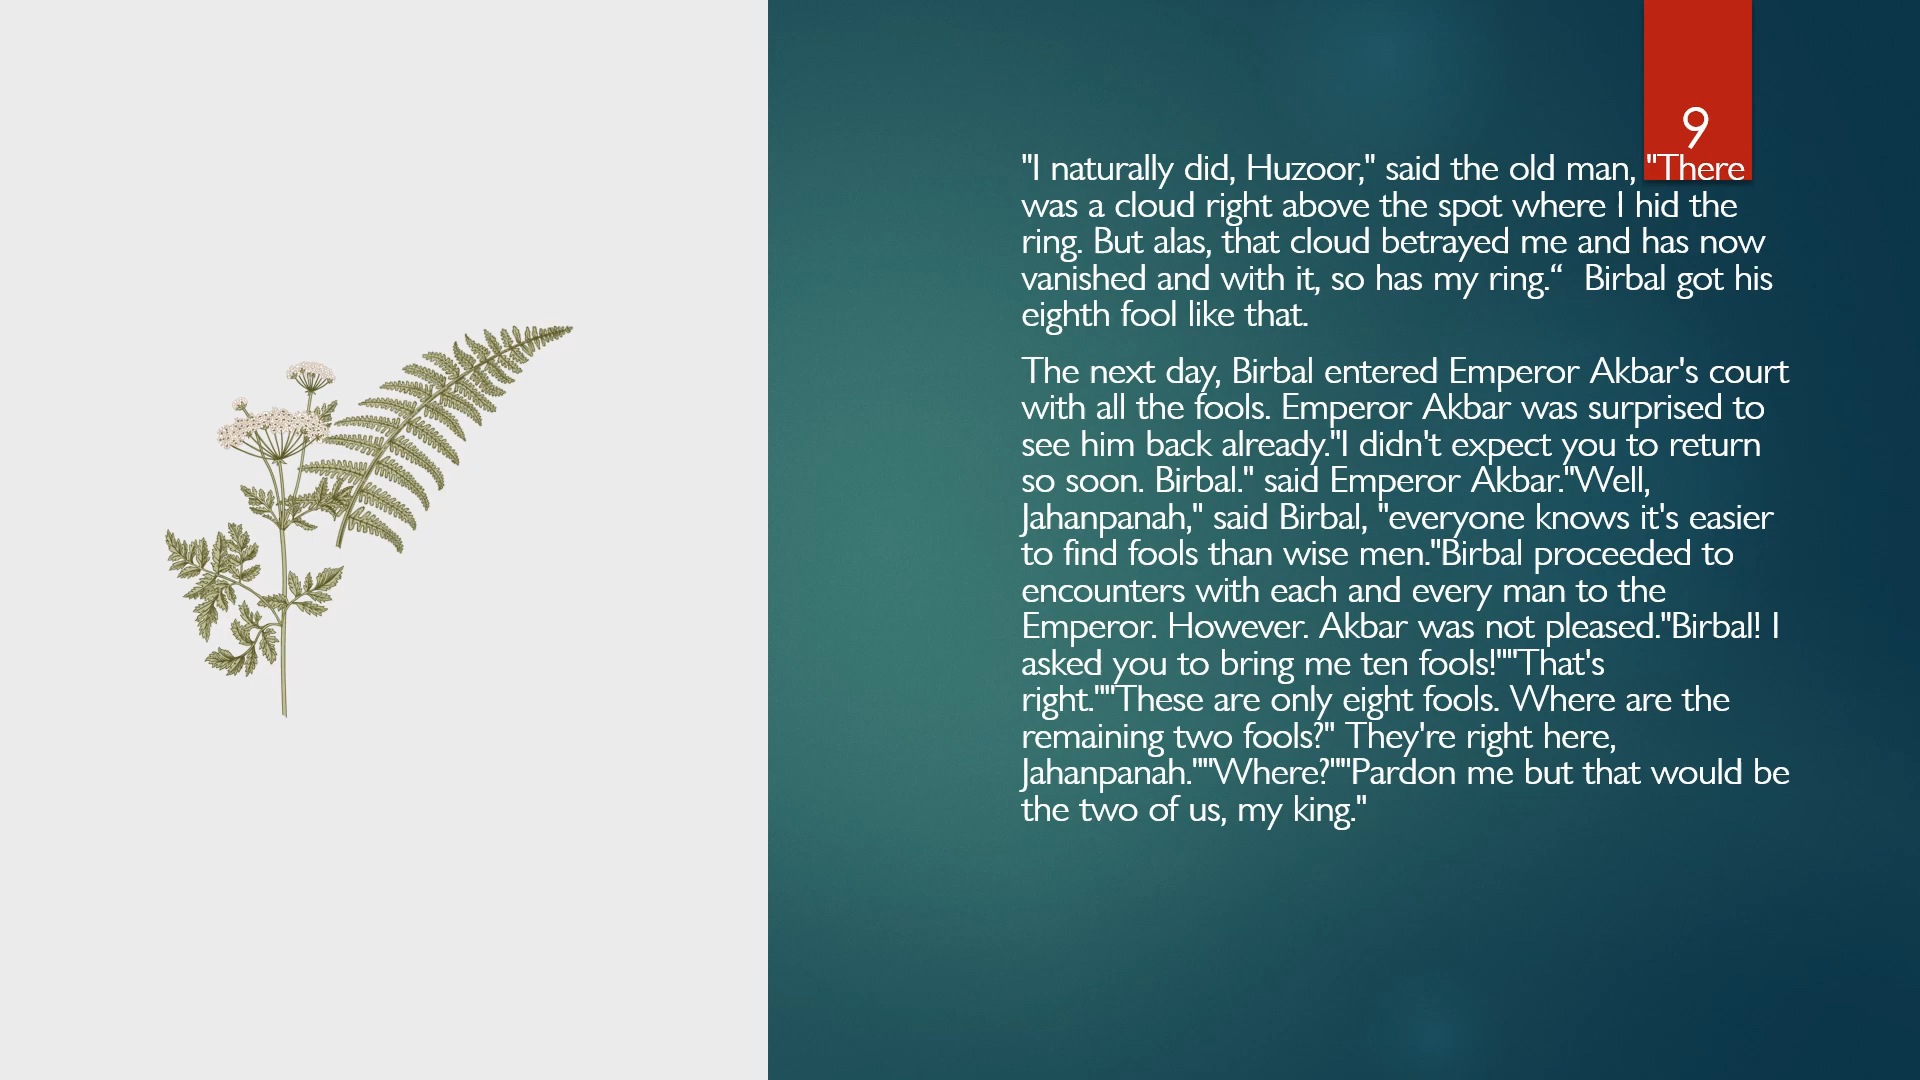 9
"I naturally did, Huzoor," said the old man, "There
was a cloud right above the spot where I hid the
ring. But alas, that cloud betrayed me and has now
vanished and with it, so has my ring.“  Birbal got his
eighth fool like that.
The next day, Birbal entered Emperor Akbar's court
with all the fools. Emperor Akbar was surprised to
see him back already."I didn't expect you to return
so soon. Birbal." said Emperor Akbar."Well,
Jahanpanah," said Birbal, "everyone knows it's easier
to find fools than wise men."Birbal proceeded to
encounters with each and every man to the
Emperor. However. Akbar was not pleased."Birbal! I
asked you to bring me ten fools!""That's
right.""These are only eight fools. Where are the
remaining two fools?" They're right here,
Jahanpanah.""Where?""Pardon me but that would be
the two of us, my king."